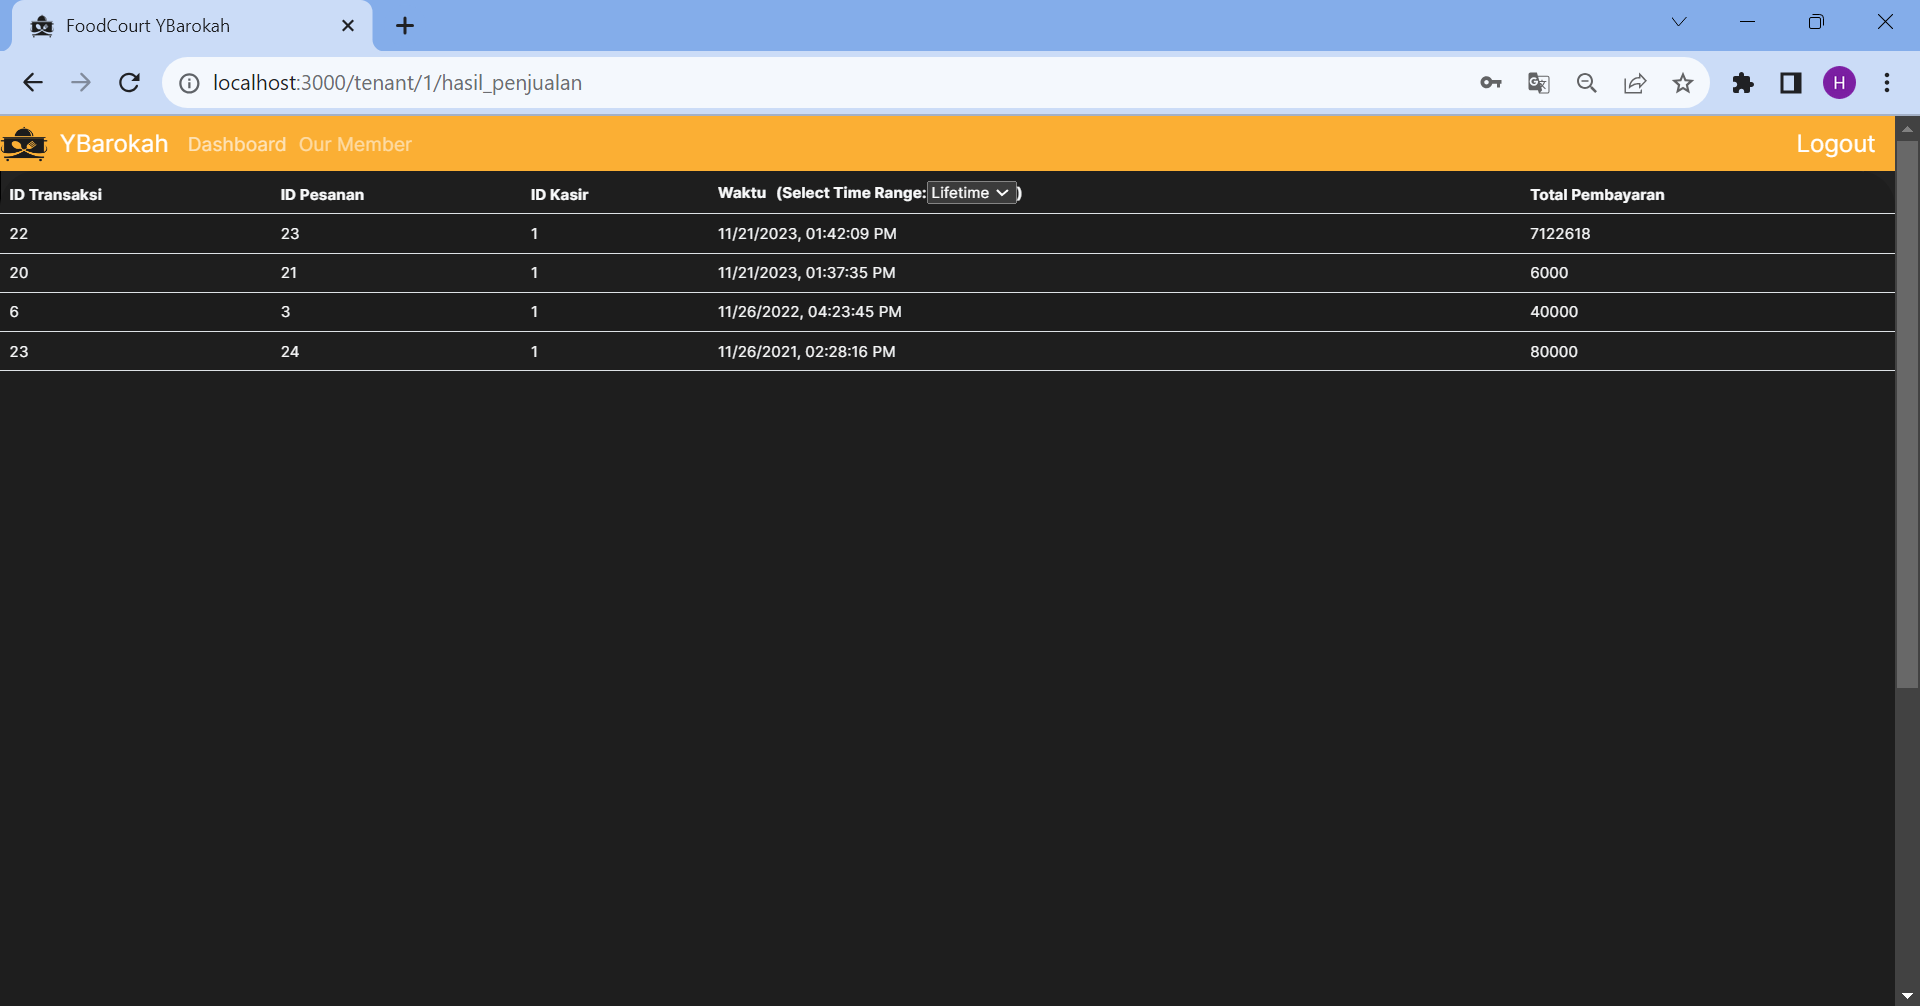 FoodCourt YBarokah
localhost:3000/tenant/1/hasil_penjualan
H
YBarokah Dashboard Our Member Logout
ID Transaksi ID Pesanan ID Kasir Waktu (Select Time Range: Lifetime) Total Pembayaran
22 23 1 11/21/2023, 01:42:09 PM 7122618
20 21 1 11/21/2023, 01:37:35 PM 6000
6 3 1 11/26/2022, 04:23:45 PM 40000
23 24 1 11/26/2021, 02:28:16 PM 80000